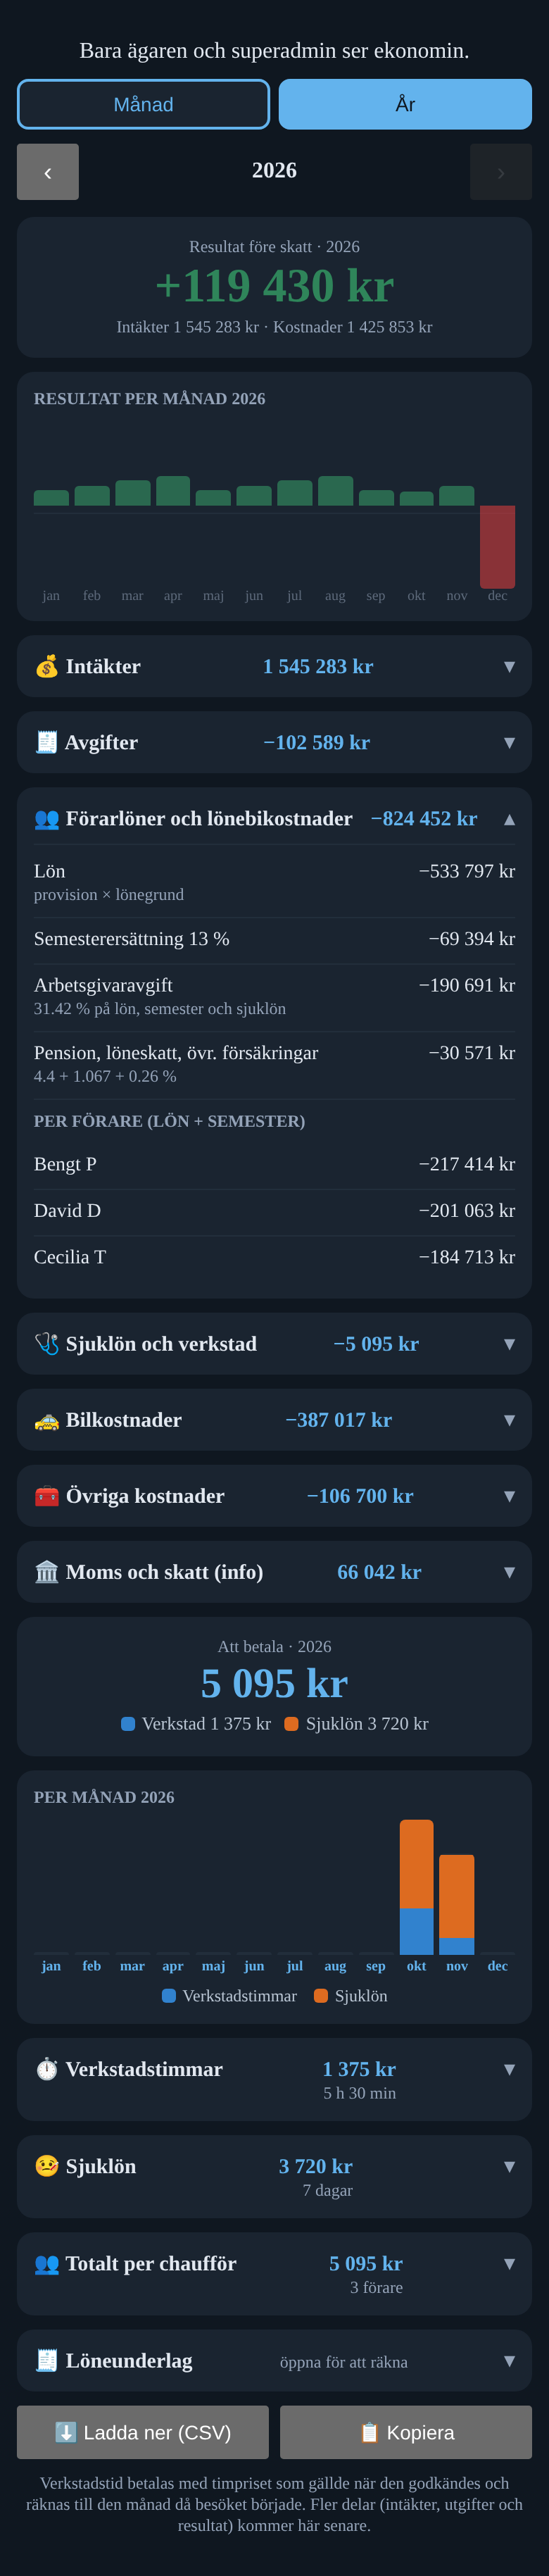 Bara ägaren och superadmin ser ekonomin.
Månad
År
‹
2026
›
Resultat före skatt · 2026
+119 430 kr
Intäkter 1 545 283 kr · Kostnader 1 425 853 kr
RESULTAT PER MÅNAD 2026
jan feb mar apr maj jun jul aug sep okt nov dec
💰 Intäkter 1 545 283 kr ▼
🧾 Avgifter −102 589 kr ▼
👥 Förarlöner och lönebikostnader −824 452 kr ▲
Lön −533 797 kr
provision × lönegrund
Semesterersättning 13 % −69 394 kr
Arbetsgivaravgift −190 691 kr
31.42 % på lön, semester och sjuklön
Pension, löneskatt, övr. försäkringar −30 571 kr
4.4 + 1.067 + 0.26 %
PER FÖRARE (LÖN + SEMESTER)
Bengt P −217 414 kr
David D −201 063 kr
Cecilia T −184 713 kr
🩺 Sjuklön och verkstad −5 095 kr ▼
🚕 Bilkostnader −387 017 kr ▼
🧰 Övriga kostnader −106 700 kr ▼
🏛️ Moms och skatt (info) 66 042 kr ▼
Att betala · 2026
5 095 kr
Verkstad 1 375 kr Sjuklön 3 720 kr
PER MÅNAD 2026
jan feb mar apr maj jun jul aug sep okt nov dec
Verkstadstimmar Sjuklön
⏱️ Verkstadstimmar 1 375 kr ▼
5 h 30 min
🤒 Sjuklön 3 720 kr ▼
7 dagar
👥 Totalt per chaufför 5 095 kr ▼
3 förare
🧾 Löneunderlag öppna för att räkna ▼
⬇️ Ladda ner (CSV)
📋 Kopiera
Verkstadstid betalas med timpriset som gällde när den godkändes och
räknas till den månad då besöket började. Fler delar (intäkter, utgifter och
resultat) kommer här senare.